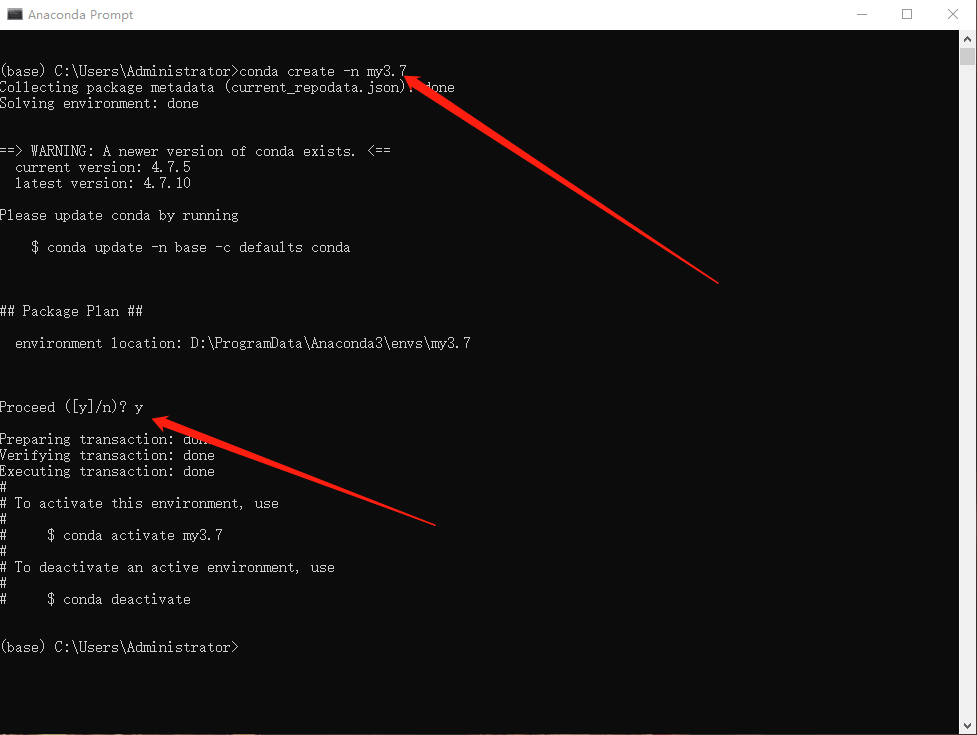 Anaconda Prompt
(base) C:\Users\Administrator>conda create -n my3.7
Collecting package metadata (current_repodata.json): done
Solving environment: done
==> WARNING: A newer version of conda exists. <==
current version: 4.7.5
latest version: 4.7.10
Please update conda by running
$ conda update -n base -c defaults conda
## Package Plan ##
environment location: D:\ProgramData\Anaconda3\envs\my3.7
Proceed ([y]/n)? y
Preparing transaction: done
Verifying transaction: done
Executing transaction: done
#
# To activate this environment, use
#
#     $ conda activate my3.7
#
# To deactivate an active environment, use
#
#     $ conda deactivate
(base) C:\Users\Administrator>